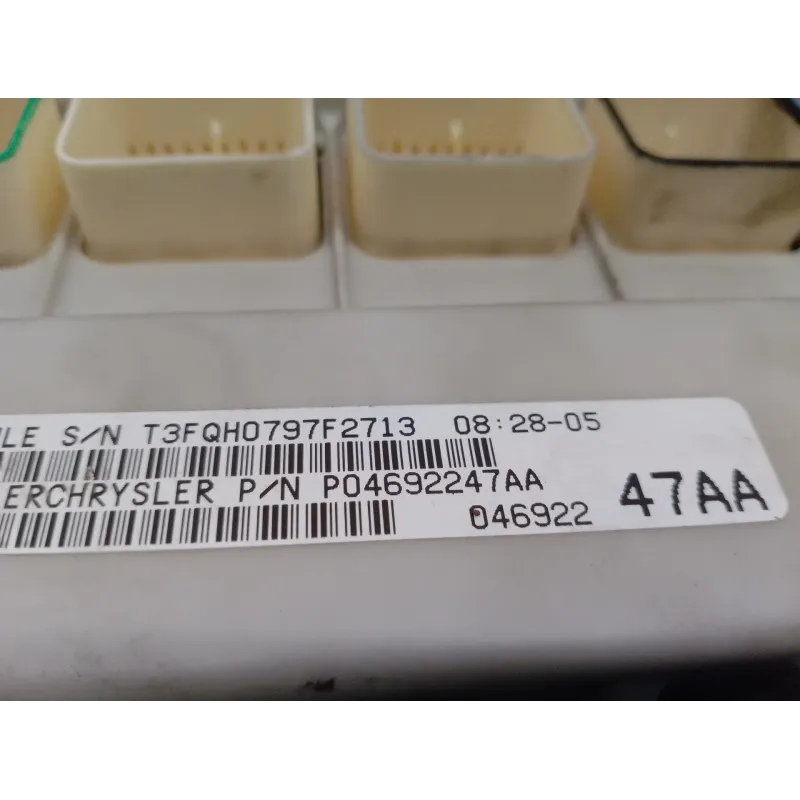 LE S/N T3FQH0797F2713 08:28-05
ERCHRYSLER P/N P04692247AA
046922 47AA